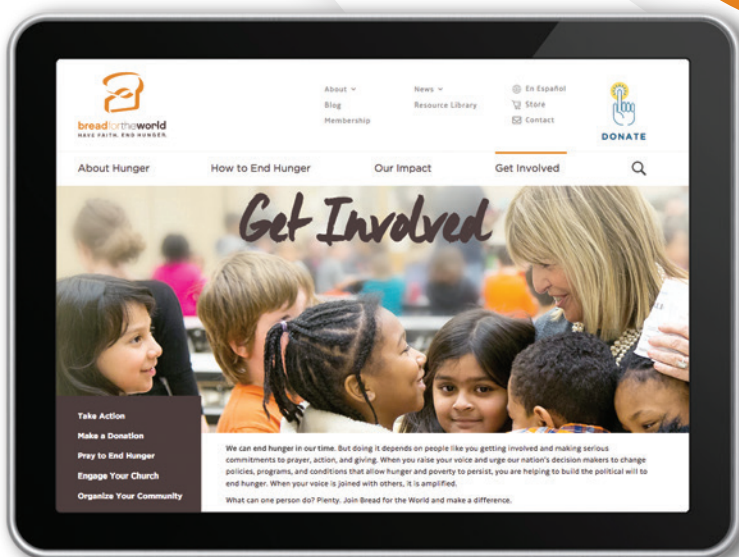 breadfortheworld
HAVE FAITH. END HUNGER.
About
Blog
Membership
News
Resource Library
En Español
Store
Contact
DONATE
About Hunger
How to End Hunger
Our Impact
Get Involved
Get Involved
Take Action
Make a Donation
Pray to End Hunger
Engage Your Church
Organize Your Community
We can end hunger in our time. But doing it depends on people like you getting involved and making serious
commitments to prayer, action, and giving. When you raise your voice and urge our nation's decision makers to change
policies, programs, and conditions that allow hunger and poverty to persist, you are helping to build the political will to
end hunger. When your voice is joined with others, it is amplified.
What can one person do? Plenty. Join Bread for the World and make a difference.